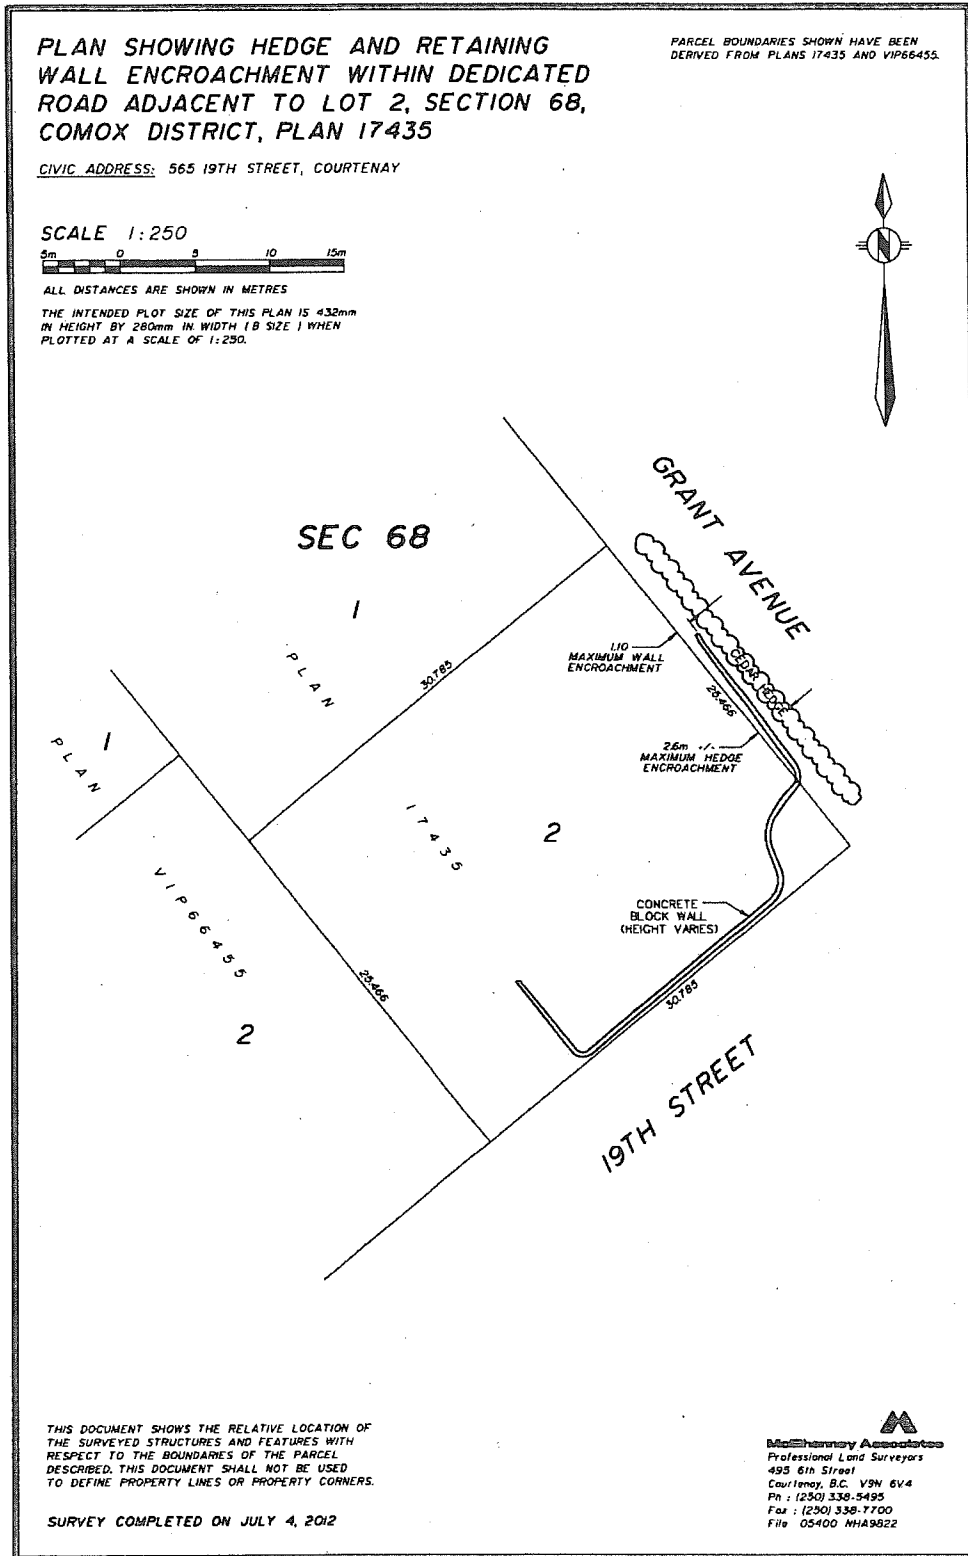 PLAN SHOWING HEDGE AND RETAINING
WALL ENCROACHMENT WITHIN DEDICATED
ROAD ADJACENT TO LOT 2, SECTION 68,
COMOX DISTRICT, PLAN 17435
CIVIC ADDRESS: 565 19TH STREET, COURTENAY
PARCEL BOUNDARIES SHOWN HAVE BEEN
DERIVED FROM PLANS 17435 AND VIP66455.
SCALE 1:250
5m 0 5 10 15m
ALL DISTANCES ARE SHOWN IN METRES
THE INTENDED PLOT SIZE OF THIS PLAN IS 432mm
IN HEIGHT BY 280mm IN WIDTH ( B SIZE ) WHEN
PLOTTED AT A SCALE OF 1:250.
N
GRANT AVENUE
SEC 68
1
PLAN
30.785
1.10
MAXIMUM WALL
ENCROACHMENT
CEDAR HEDGE
25.466
2.6m +/-
MAXIMUM HEDGE
ENCROACHMENT
1
PLAN
17435
2
VIP66455
CONCRETE
BLOCK WALL
(HEIGHT VARIES)
25.466
30.785
2
19TH STREET
THIS DOCUMENT SHOWS THE RELATIVE LOCATION OF
THE SURVEYED STRUCTURES AND FEATURES WITH
RESPECT TO THE BOUNDARIES OF THE PARCEL
DESCRIBED. THIS DOCUMENT SHALL NOT BE USED
TO DEFINE PROPERTY LINES OR PROPERTY CORNERS.
SURVEY COMPLETED ON JULY 4, 2012
McElhanney Associates
Professional Land Surveyors
495 6th Street
Courtenay, B.C. V9N 6V4
Ph : (250) 338-5495
Fax : (250) 338-7700
File 05400 NHA9822